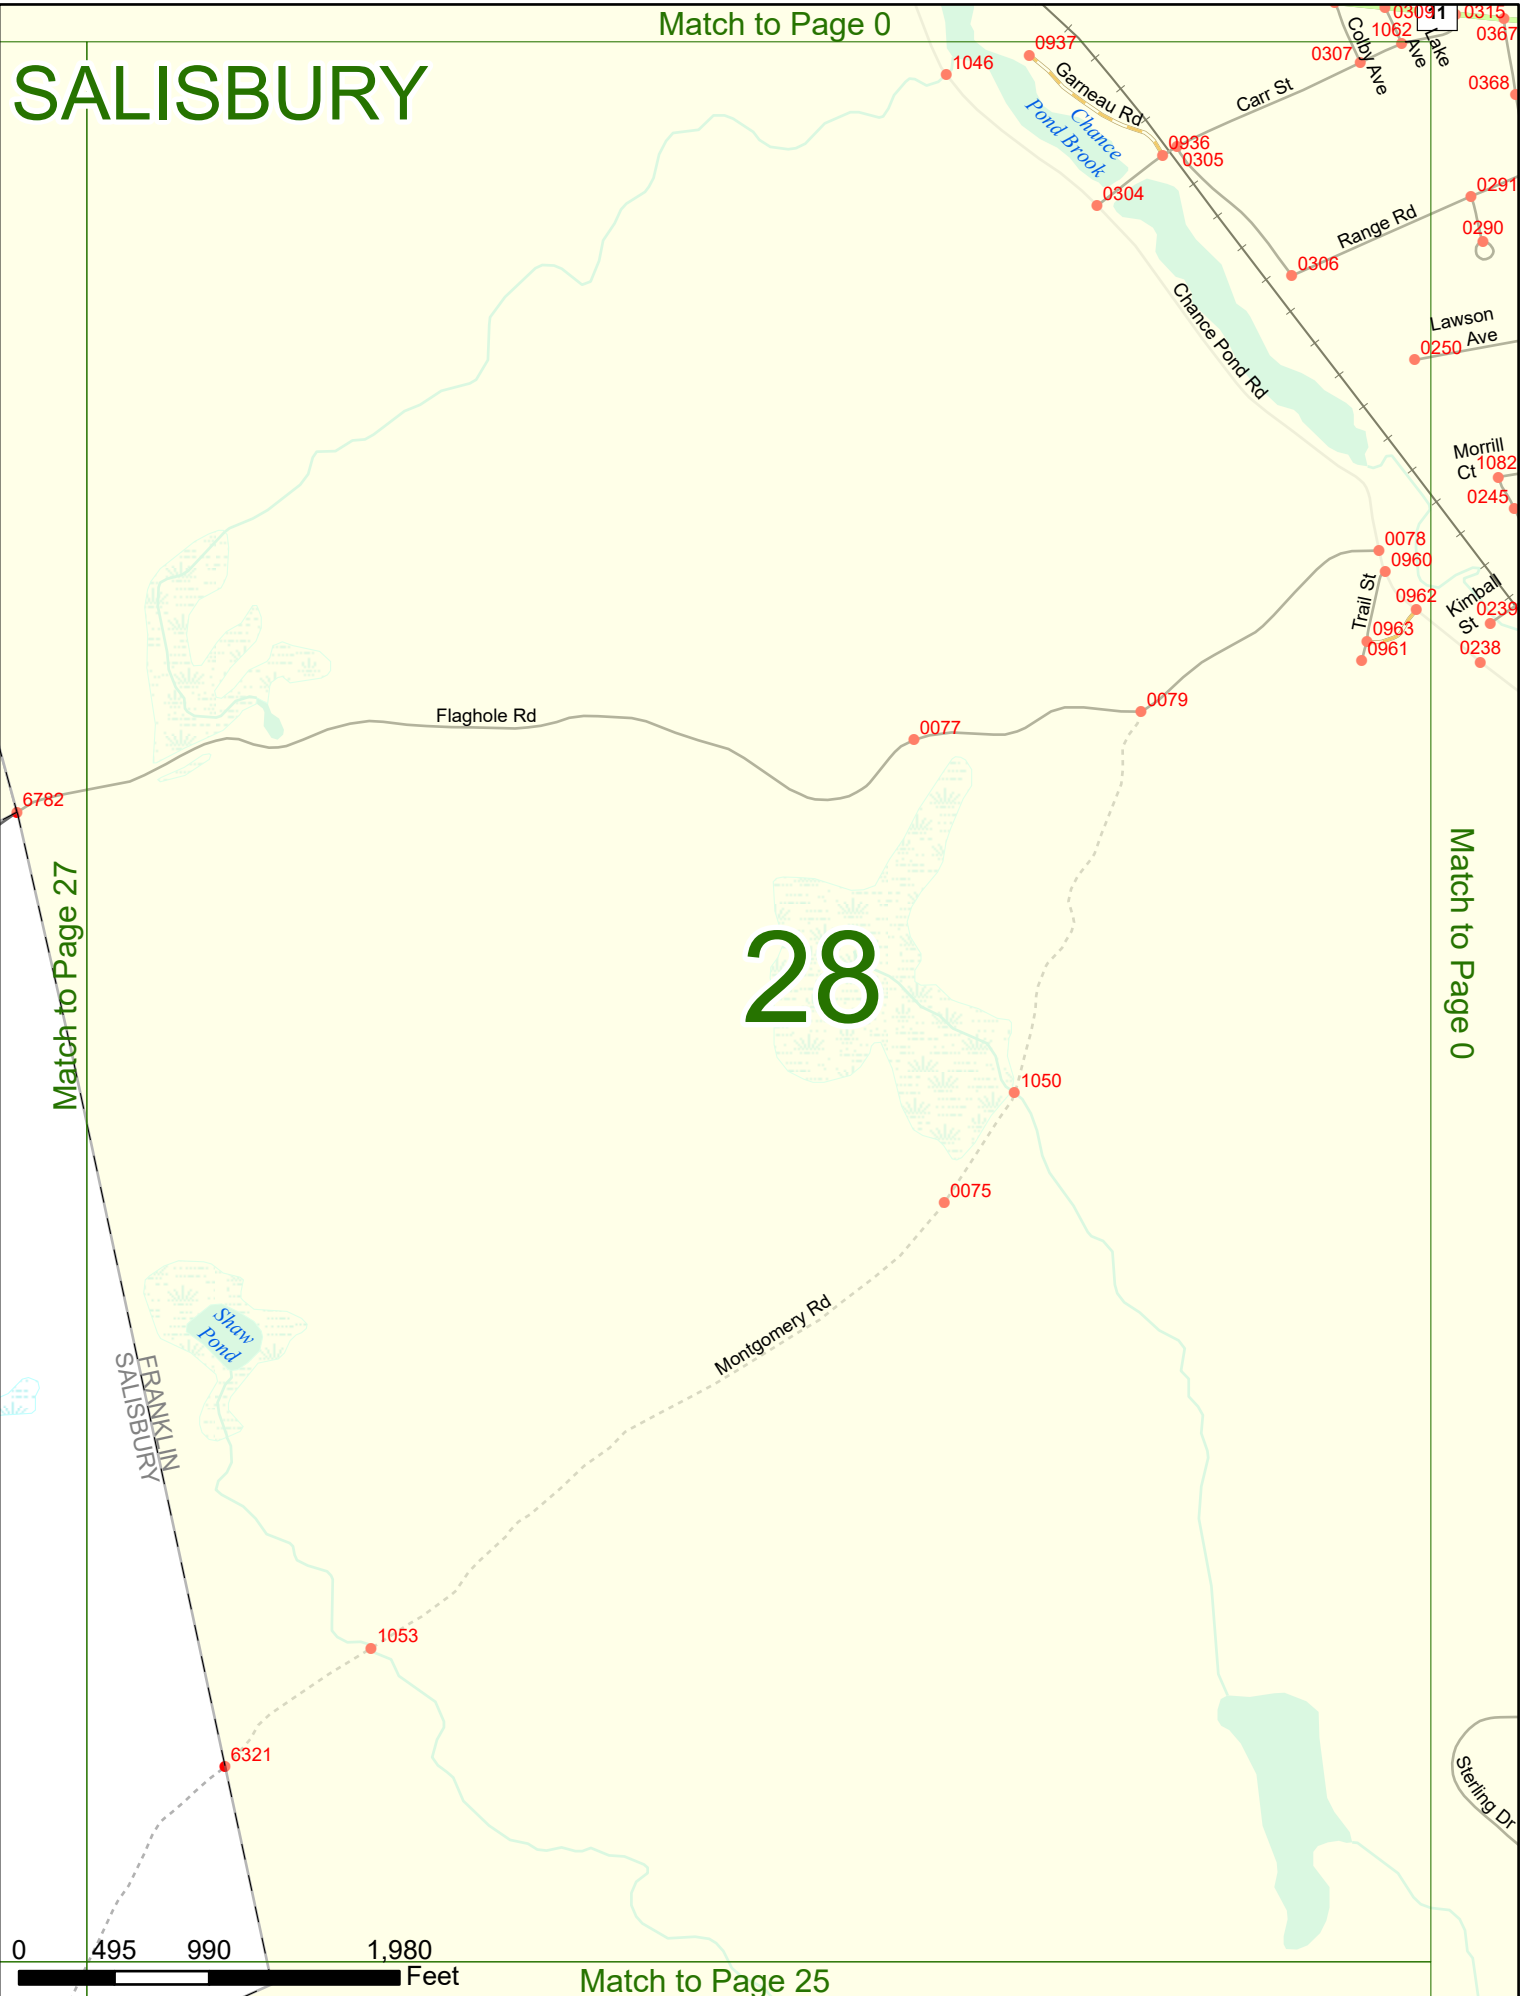 Match to Page 0
SALISBURY
11
0309
0315
0367
1062
0307
0368
Colby Ave
Lake
Ave
0937
1046
Garneau Rd
Carr St
Chance
Pond Brook
0936
0305
0304
0291
0290
Range Rd
0306
Chance Pond Rd
Lawson
Ave
0250
Morrill
Ct
1082
0245
0078
0960
0962
Trail St
Kimball
St
0239
0963
0961
0238
Flaghole Rd
0077
0079
6782
Match to Page 27
Match to Page 0
28
1050
0075
Shaw
Pond
Montgomery Rd
FRANKLIN
SALISBURY
1053
6321
Sterling Dr
0 495 990 1,980
Feet
Match to Page 25